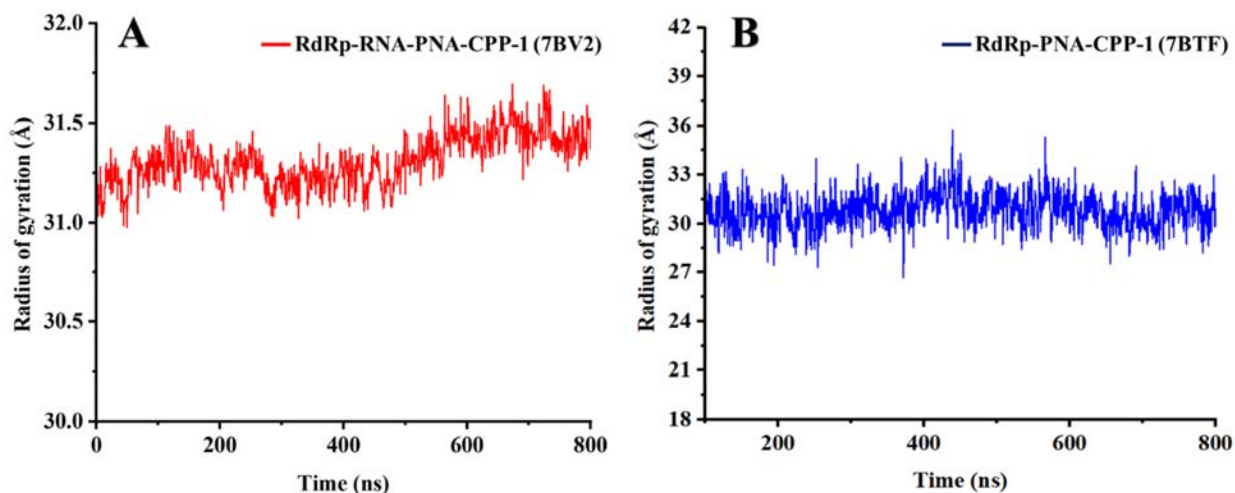 A
RdRp-RNA-PNA-CPP-1 (7BV2)
Radius of gyration (Å)
32.0
31.5
31.0
30.5
30.0
0
200
400
600
800
Time (ns)
B
RdRp-PNA-CPP-1 (7BTF)
Radius of gyration (Å)
42
39
36
33
30
27
24
21
18
200
400
600
800
Time (ns)